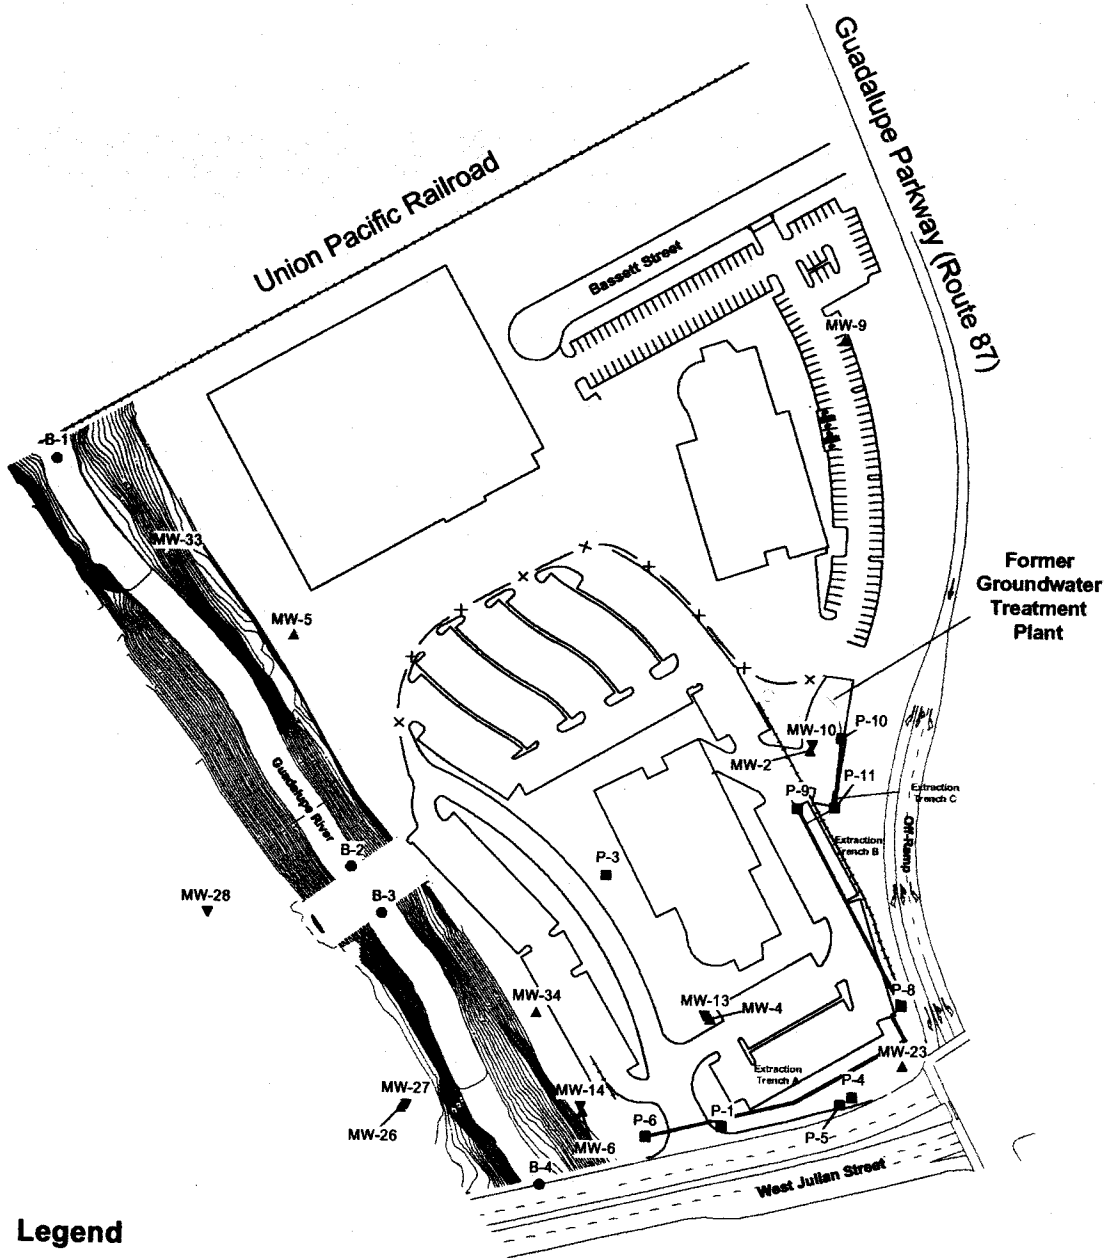 Guadalupe Parkway (Route 87)
Union Pacific Railroad
Bassett Street
MW-9
B-1
MW-33
Former
Groundwater
Treatment
Plant
MW-5
MW-10
P-10
MW-2
P-11
P-9
Extraction
Trench C
Guadalupe River
Off-Ramp
Extraction
Trench B
B-2
P-3
MW-28
B-3
MW-34
MW-13
MW-4
P-8
MW-23
Extraction
Trench A
MW-27
MW-14
P-4
MW-26
P-6
P-1
P-5
MW-6
B-4
West Julian Street
Legend